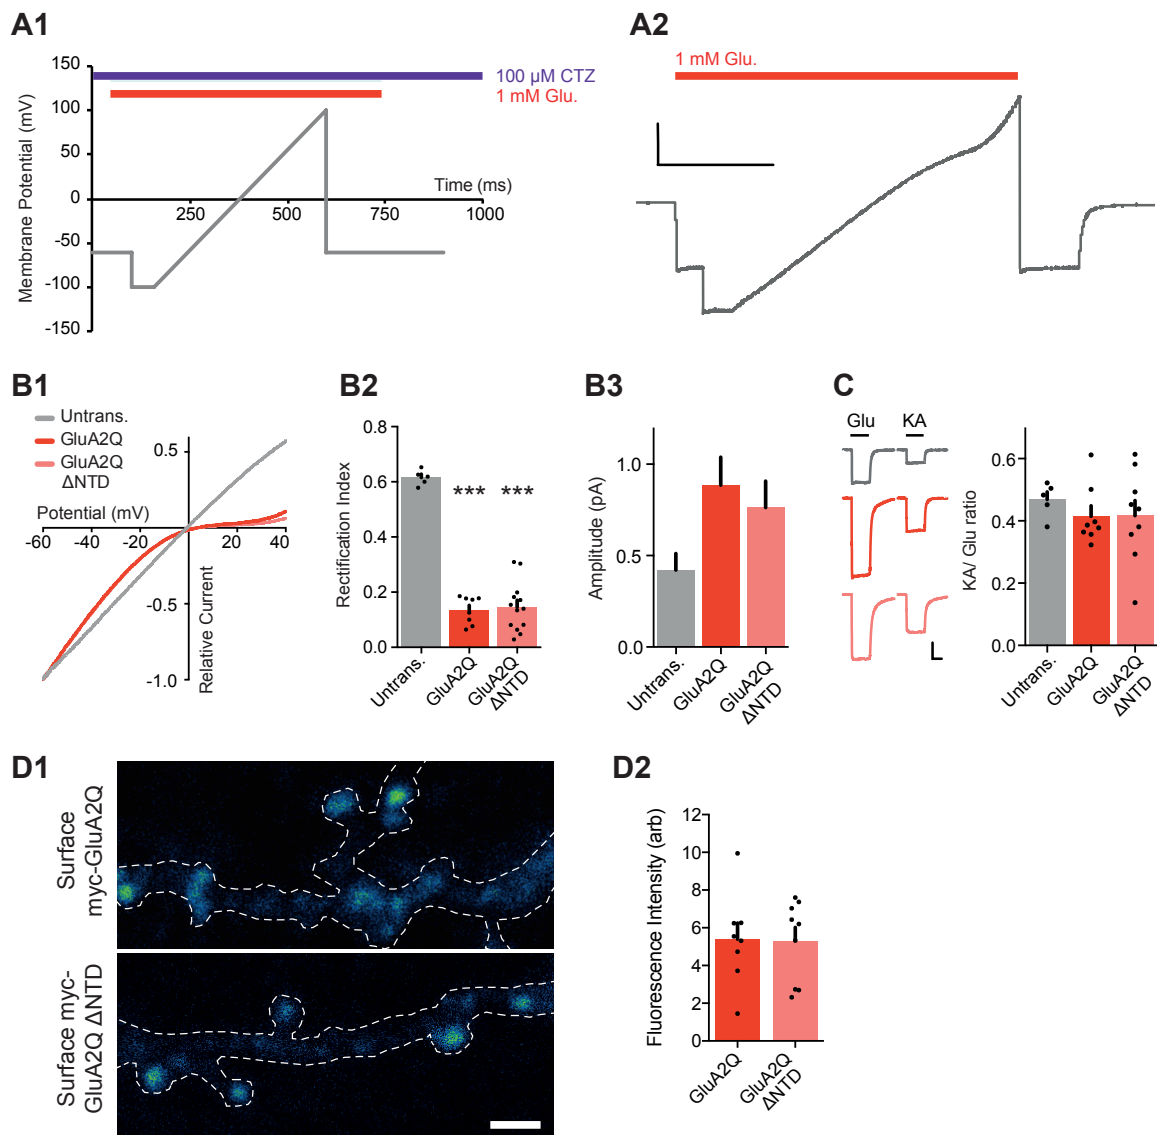 A1
150
100
50
0
-50
-100
-150
Membrane Potential (mV)
250
500
750
1000
Time (ms)
100 µM CTZ
1 mM Glu.
A2
1 mM Glu.
B1
Untrans.
GluA2Q
GluA2Q
ΔNTD
Potential (mV)
-60
-40
-20
20
40
0.5
-0.5
-1.0
Relative Current
B2
0.8
0.6
0.4
0.2
0.0
Rectification Index
***
***
Untrans.
GluA2Q
GluA2Q
ΔNTD
B3
1.0
0.5
0.0
Amplitude (pA)
Untrans.
GluA2Q
GluA2Q
ΔNTD
C
Glu
KA
0.6
0.4
0.2
0.0
KA/ Glu ratio
Untrans.
GluA2Q
GluA2Q
ΔNTD
D1
Surface
myc-GluA2Q
Surface myc-
GluA2Q ΔNTD
D2
12
10
8
6
4
2
0
Fluorescence Intensity (arb)
GluA2Q
GluA2Q
ΔNTD